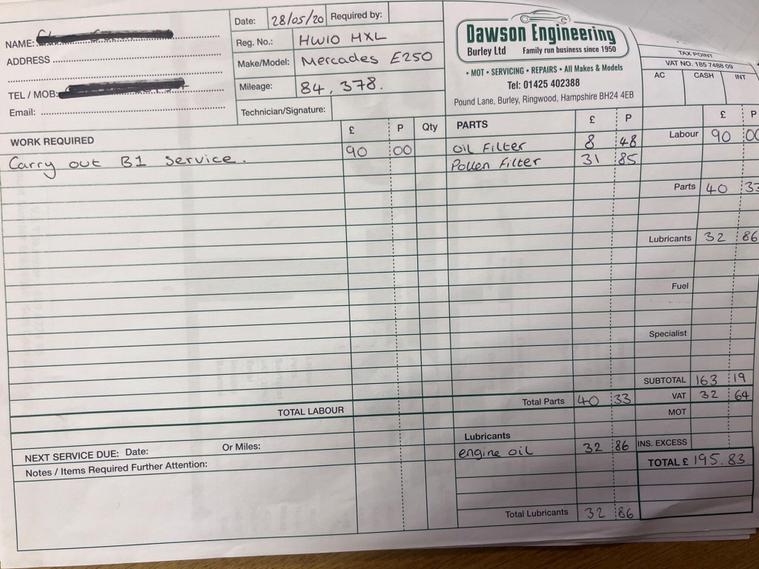 NAME:
ADDRESS
TEL / MOB:
Email:
Date: 28/05/20 Required by:
Reg. No.: HW10 HXL
Make/Model: Mercades E250
Mileage: 84,378.
Technician/Signature:
Dawson Engineering
Burley Ltd Family run business since 1950
• MOT • SERVICING • REPAIRS • All Makes & Models
Tel: 01425 402388
Pound Lane, Burley, Ringwood, Hampshire BH24 4EB
TAX POINT
VAT NO. 185 7488 09
AC CASH INT
WORK REQUIRED £ P Qty
Carry out B1 Service. 90 00
TOTAL LABOUR
NEXT SERVICE DUE: Date: Or Miles:
Notes / Items Required Further Attention:
PARTS £ P
Oil Filter 8 48
Pollen Filter 31 85
Total Parts 40 33
Lubricants
engine oil 32 86
Total Lubricants 32 86
£ P
Labour 90 00
Parts 40 33
Lubricants 32 86
Fuel
Specialist
SUBTOTAL 163 19
VAT 32 64
MOT
INS. EXCESS
TOTAL £ 195.83